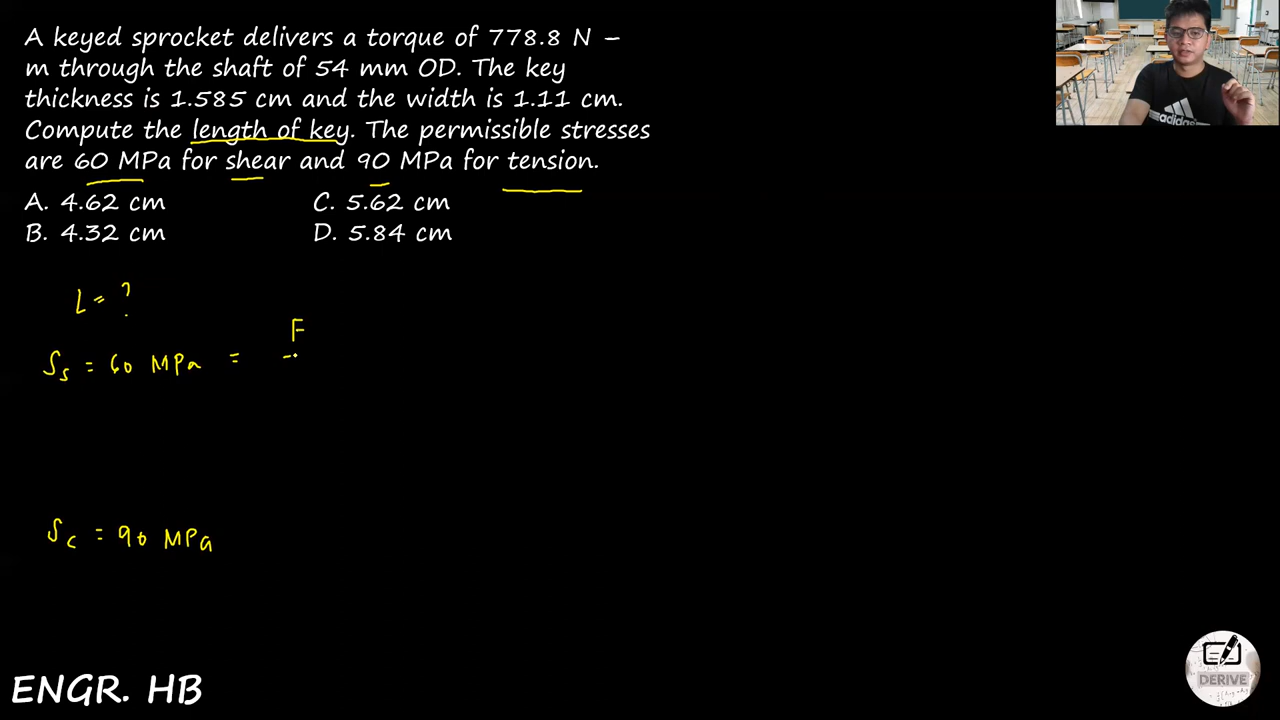 A keyed sprocket delivers a torque of 778.8 N –
m through the shaft of 54 mm OD. The key
thickness is 1.585 cm and the width is 1.11 cm.
Compute the length of key. The permissible stresses
are 60 MPa for shear and 90 MPa for tension.
A. 4.62 cm C. 5.62 cm
B. 4.32 cm D. 5.84 cm
L = ?
F
Ss = 60 MPa =
Sc = 90 MPa
ENGR. HB
adidas
DERIVE